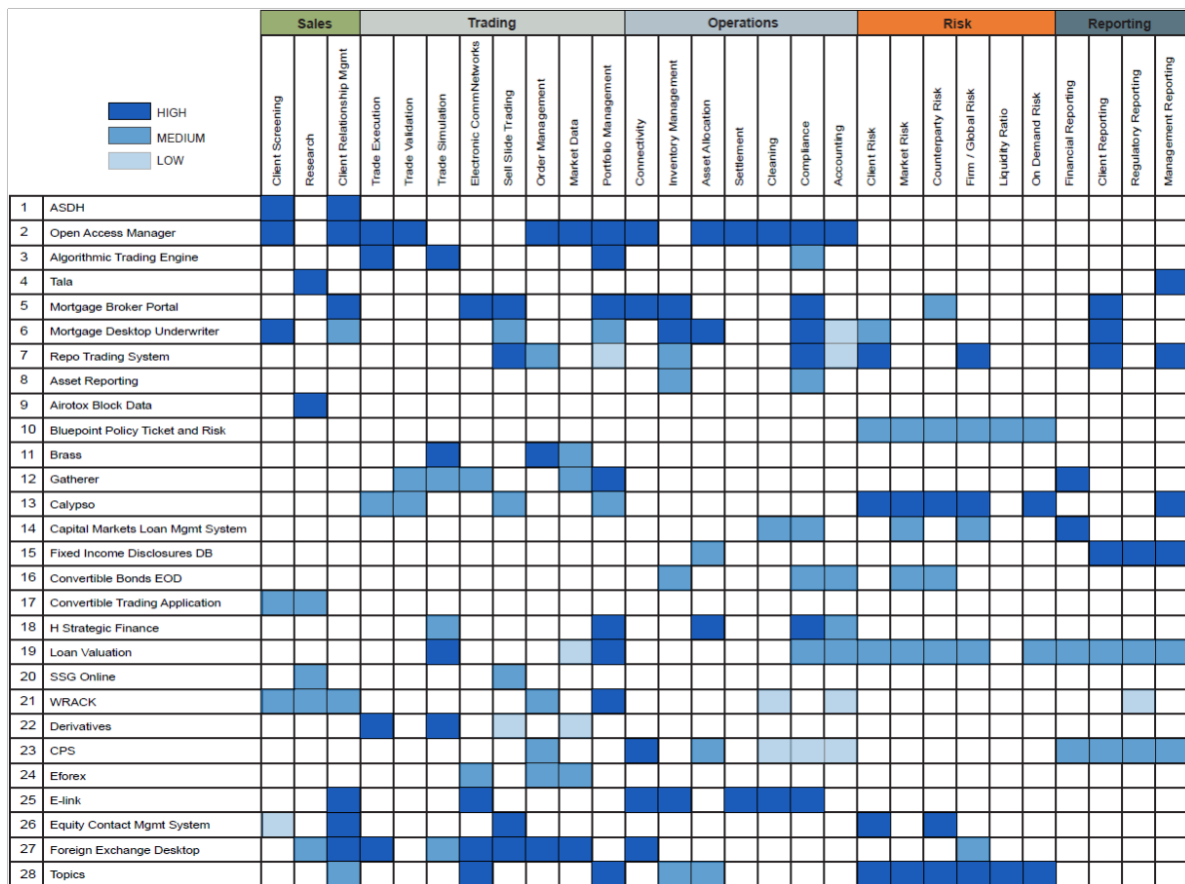 Sales Trading Operations Risk Reporting
HIGH
MEDIUM
LOW
Client Screening
Research
Client Relationship Mgmt
Trade Execution
Trade Validation
Trade Simulation
Electronic CommNetworks
Sell Slide Trading
Order Management
Market Data
Portfolio Management
Connectivity
Inventory Management
Asset Allocation
Settlement
Cleaning
Compliance
Accounting
Client Risk
Market Risk
Counterparty Risk
Firm / Global Risk
Liquidity Ratio
On Demand Risk
Financial Reporting
Client Reporting
Regulatory Reporting
Management Reporting
1 ASDH
2 Open Access Manager
3 Algorithmic Trading Engine
4 Tala
5 Mortgage Broker Portal
6 Mortgage Desktop Underwriter
7 Repo Trading System
8 Asset Reporting
9 Airotox Block Data
10 Bluepoint Policy Ticket and Risk
11 Brass
12 Gatherer
13 Calypso
14 Capital Markets Loan Mgmt System
15 Fixed Income Disclosures DB
16 Convertible Bonds EOD
17 Convertible Trading Application
18 H Strategic Finance
19 Loan Valuation
20 SSG Online
21 WRACK
22 Derivatives
23 CPS
24 Eforex
25 E-link
26 Equity Contact Mgmt System
27 Foreign Exchange Desktop
28 Topics